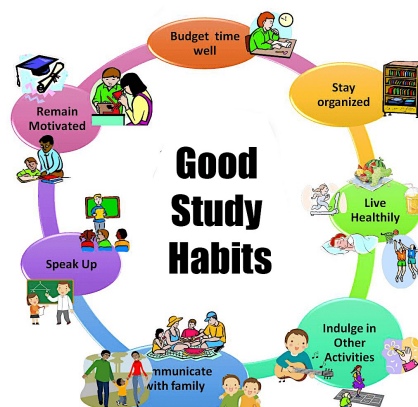 Good
Study
Habits
Budget time
well
Stay
organized
Live
Healthily
Indulge in
Other
Activities
mmunicate
with family
Speak Up
Remain
Motivated